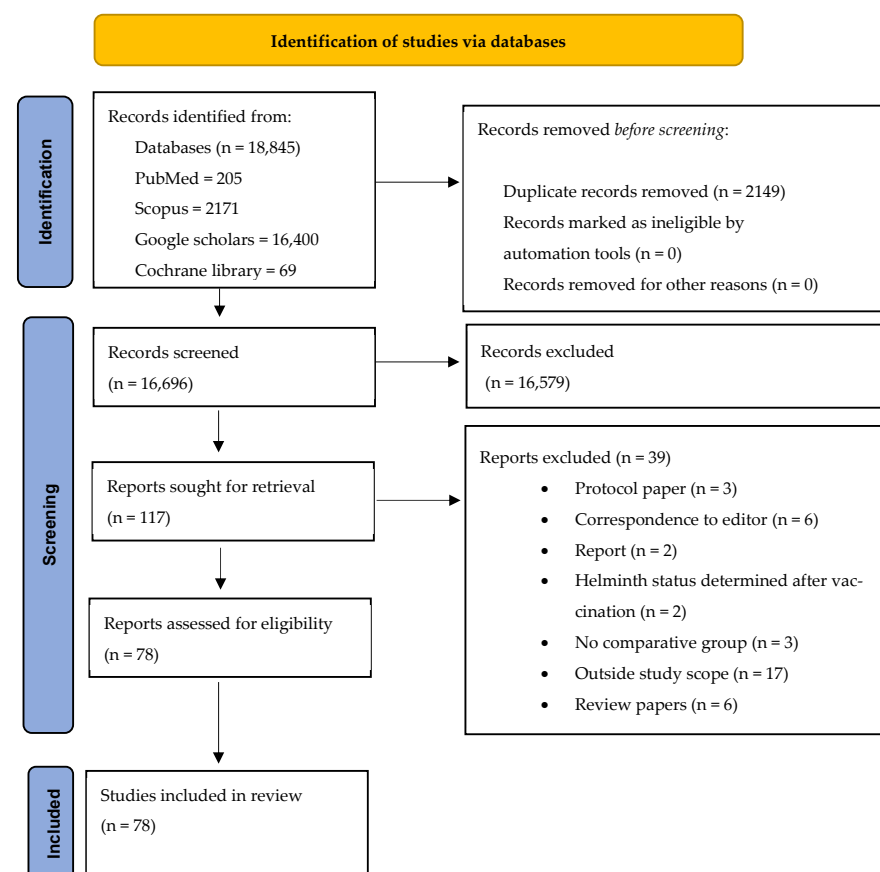 Identification of studies via databases
Identification
Records identified from:
Databases (n = 18,845)
PubMed = 205
Scopus = 2171
Google scholars = 16,400
Cochrane library = 69
Records removed before screening:
Duplicate records removed (n = 2149)
Records marked as ineligible by
automation tools (n = 0)
Records removed for other reasons (n = 0)
Screening
Records screened
(n = 16,696)
Records excluded
(n = 16,579)
Reports sought for retrieval
(n = 117)
Reports excluded (n = 39)
• Protocol paper (n = 3)
• Correspondence to editor (n = 6)
• Report (n = 2)
• Helminth status determined after vac-
cination (n = 2)
• No comparative group (n = 3)
• Outside study scope (n = 17)
• Review papers (n = 6)
Reports assessed for eligibility
(n = 78)
Included
Studies included in review
(n = 78)